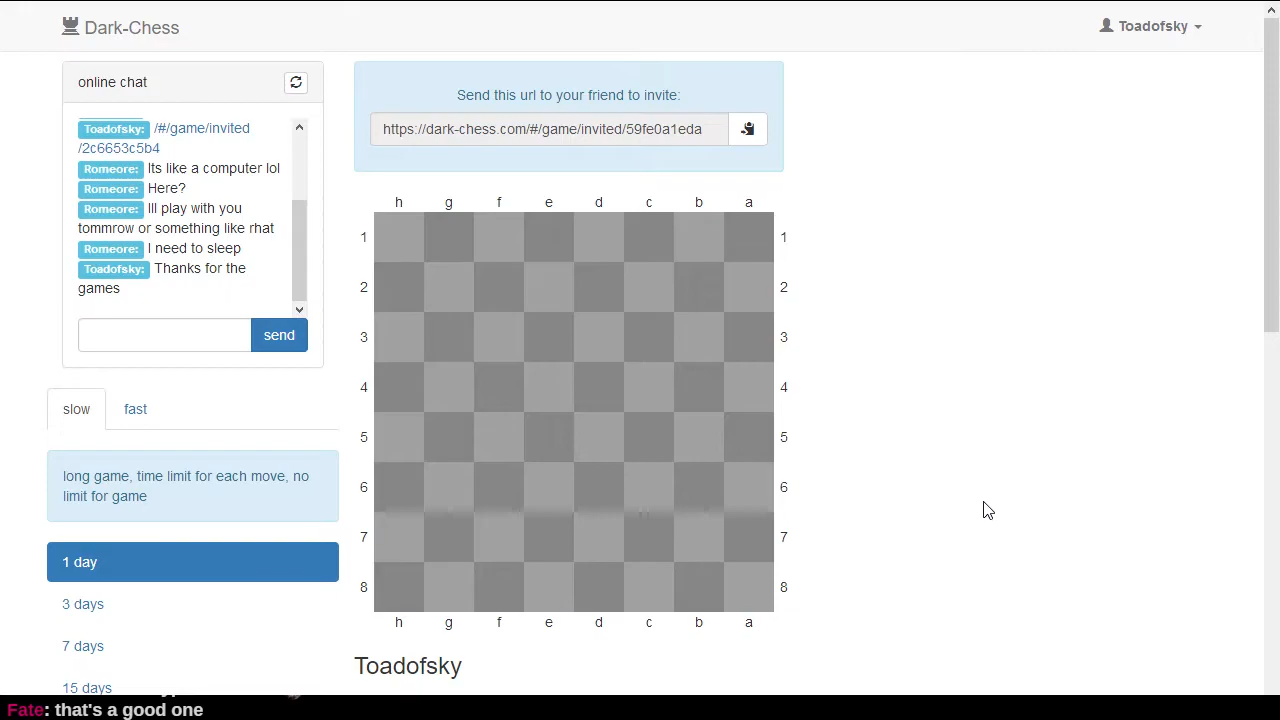 Dark-Chess
Toadofsky
online chat
Toadofsky: /#/game/invited
/2c6653c5b4
Romeore: Its like a computer lol
Romeore: Here?
Romeore: Ill play with you
tommrow or something like rhat
Romeore: I need to sleep
Toadofsky: Thanks for the
games
send
slow fast
long game, time limit for each move, no
limit for game
1 day
3 days
7 days
15 days
Send this url to your friend to invite:
https://dark-chess.com/#/game/invited/59fe0a1eda
h g f e d c b a
1 1
2 2
3 3
4 4
5 5
6 6
7 7
8 8
h g f e d c b a
Toadofsky
Fate: that's a good one